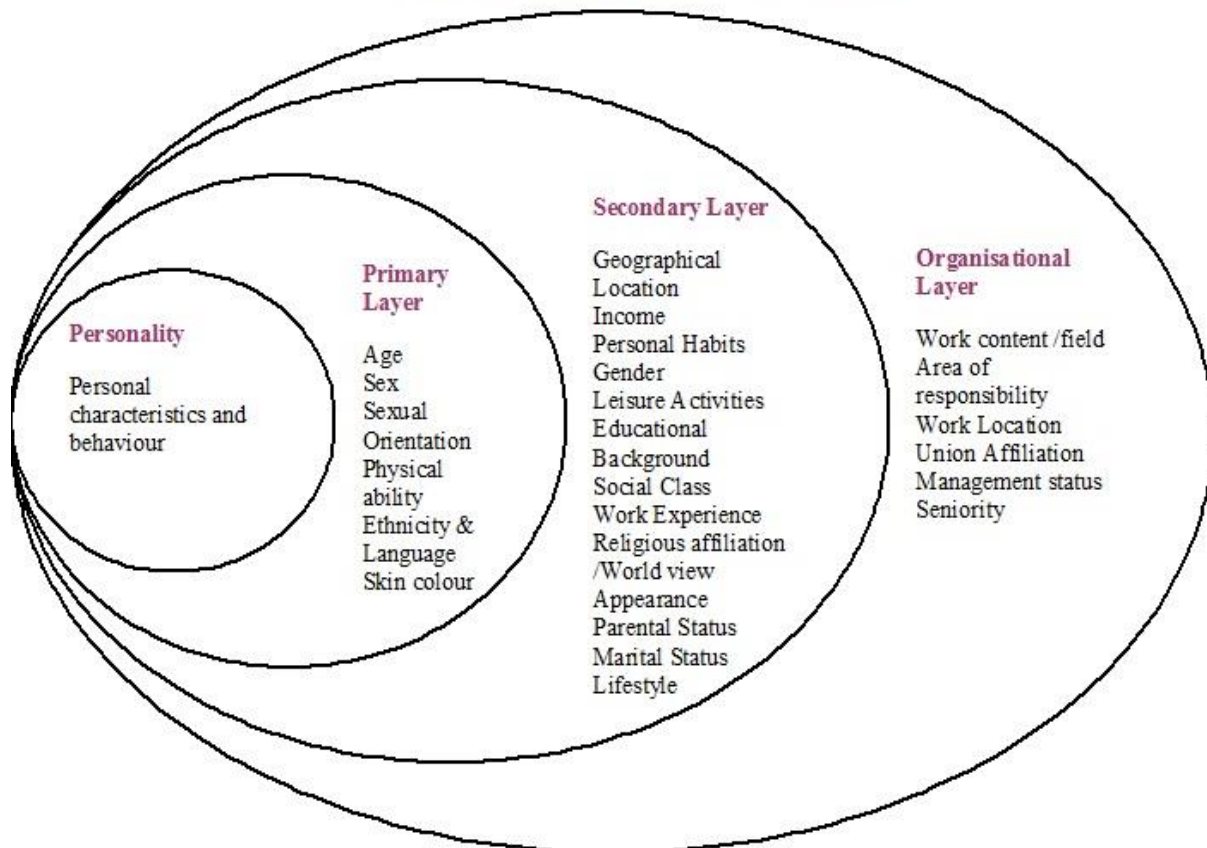 Personality
Personal
characteristics and
behaviour
Primary
Layer
Age
Sex
Sexual
Orientation
Physical
ability
Ethnicity &
Language
Skin colour
Secondary Layer
Geographical
Location
Income
Personal Habits
Gender
Leisure Activities
Educational
Background
Social Class
Work Experience
Religious affiliation
/World view
Appearance
Parental Status
Marital Status
Lifestyle
Organisational
Layer
Work content /field
Area of
responsibility
Work Location
Union Affiliation
Management status
Seniority